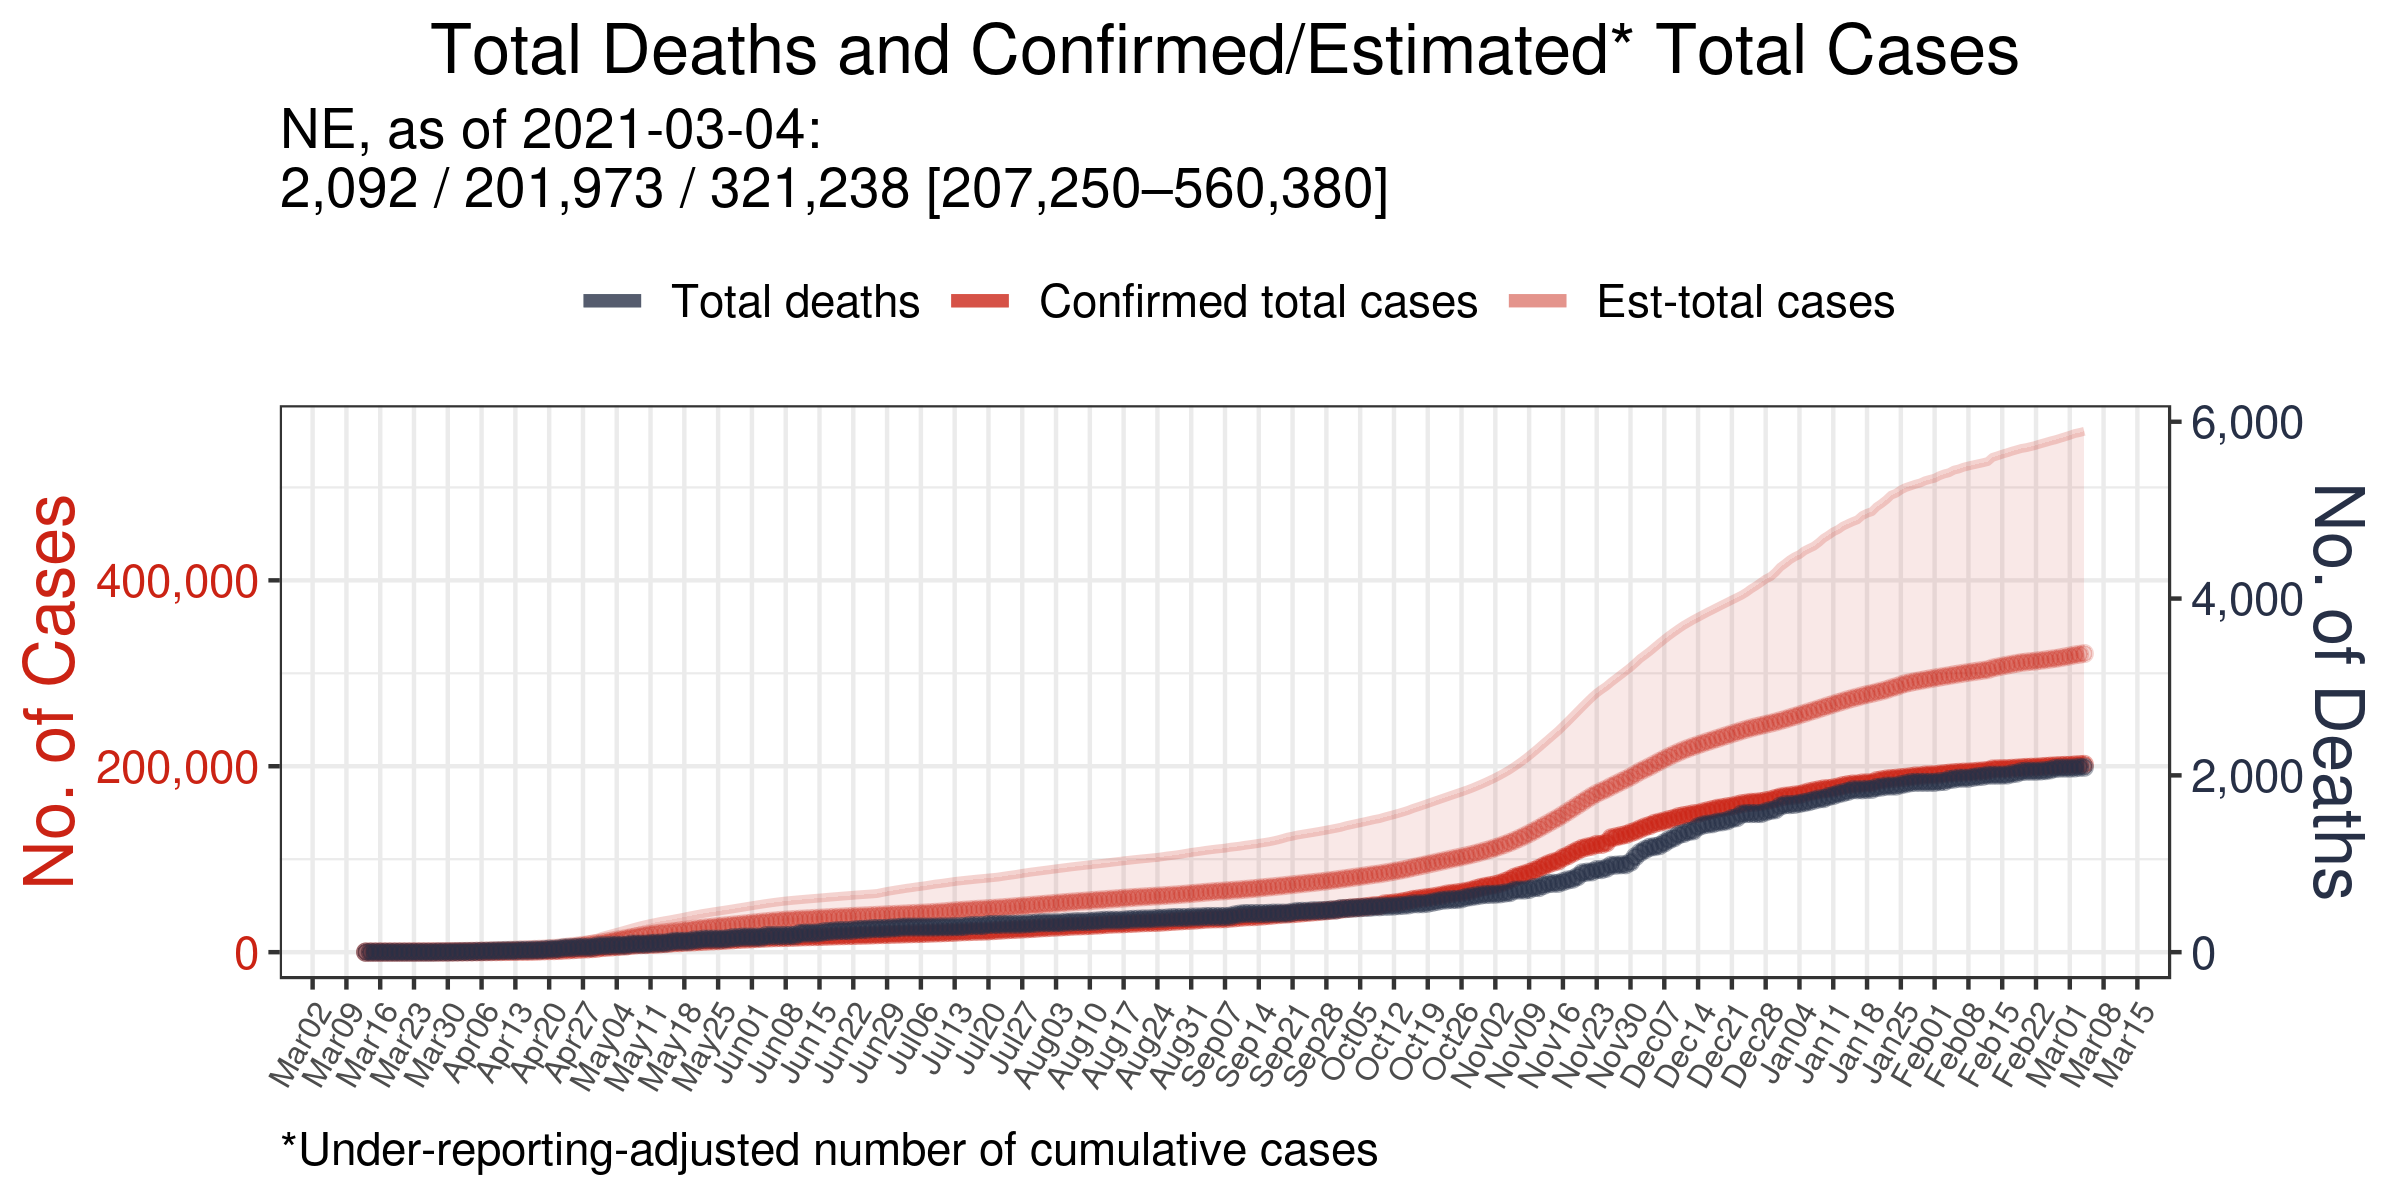 Total Deaths and Confirmed/Estimated* Total Cases
NE, as of 2021-03-04:
2,092 / 201,973 / 321,238 [207,250–560,380]
Total deaths
Confirmed total cases
Est-total cases
No. of Cases
400,000
200,000
0
6,000
4,000
2,000
0
No. of Deaths
Mar02
Mar09
Mar16
Mar23
Mar30
Apr06
Apr13
Apr20
Apr27
May04
May11
May18
May25
Jun01
Jun08
Jun15
Jun22
Jun29
Jul06
Jul13
Jul20
Jul27
Aug03
Aug10
Aug17
Aug24
Aug31
Sep07
Sep14
Sep21
Sep28
Oct05
Oct12
Oct19
Oct26
Nov02
Nov09
Nov16
Nov23
Nov30
Dec07
Dec14
Dec21
Dec28
Jan04
Jan11
Jan18
Jan25
Feb01
Feb08
Feb15
Feb22
Mar01
Mar08
Mar15
*Under-reporting-adjusted number of cumulative cases